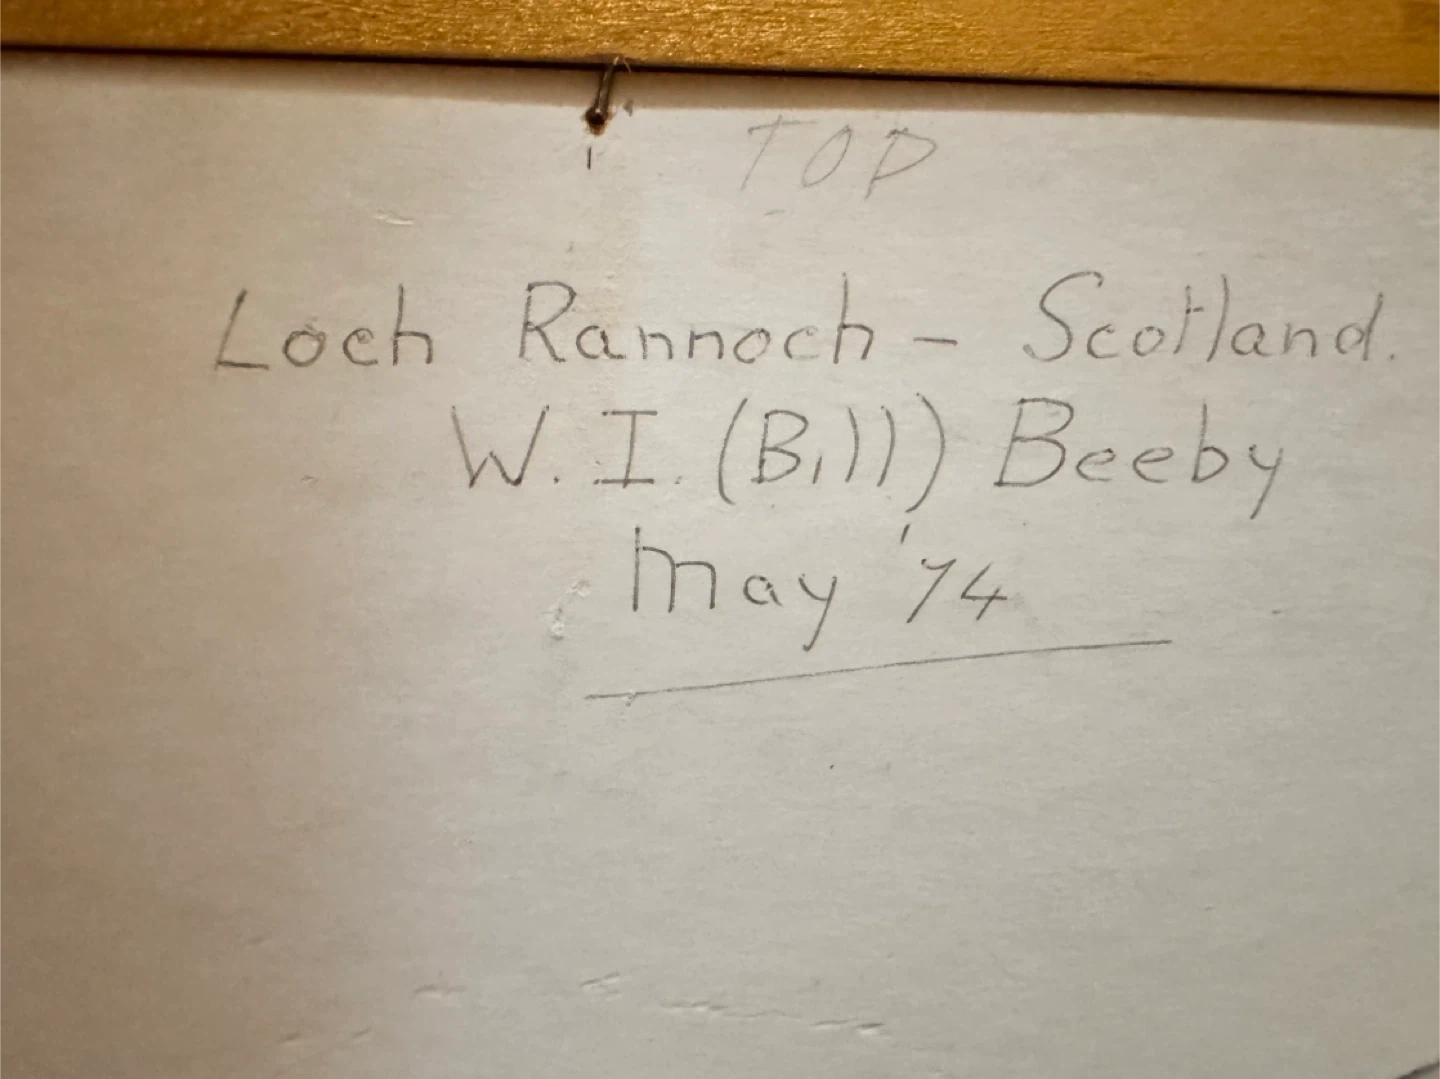 TOP
Loch Rannoch - Scotland.
W. I. (Bill) Beeby
May '74